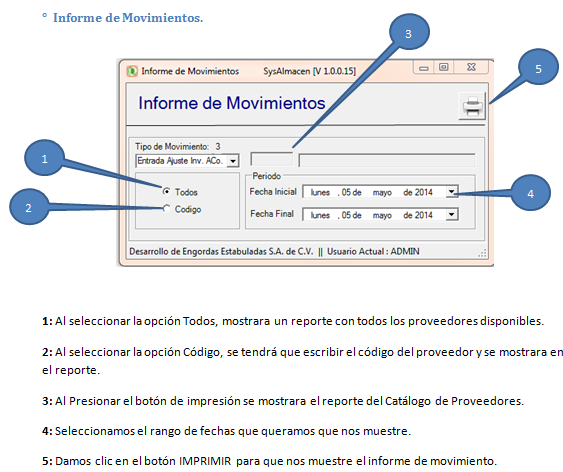 ° Informe de Movimientos.
3
Informe de Movimientos SysAlmacen [V 1.0.0.15]
5
Informe de Movimientos
Tipo de Movimiento: 3
1
Entrada Ajuste Inv. ACo.
Periodo
Todos
Fecha Inicial lunes , 05 de mayo de 2014
4
2
Codigo
Fecha Final lunes , 05 de mayo de 2014
Desarrollo de Engordas Estabuladas S.A. de C.V. || Usuario Actual : ADMIN
1: Al seleccionar la opción Todos, mostrara un reporte con todos los proveedores disponibles.
2: Al seleccionar la opción Código, se tendrá que escribir el código del proveedor y se mostrara en
el reporte.
3: Al Presionar el botón de impresión se mostrara el reporte del Catálogo de Proveedores.
4: Seleccionamos el rango de fechas que queramos que nos muestre.
5: Damos clic en el botón IMPRIMIR para que nos muestre el informe de movimiento.